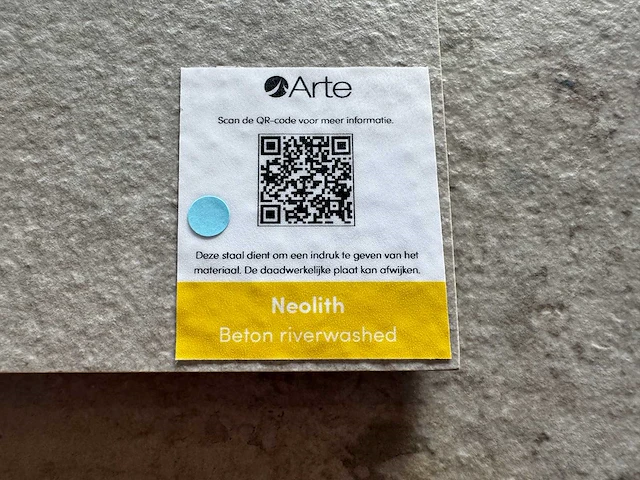 Arte
Scan de QR-code voor meer informatie.
Deze staal dient om een indruk te geven van het
materiaal. De daadwerkelijke plaat kan afwijken.
Neolith
Beton riverwashed